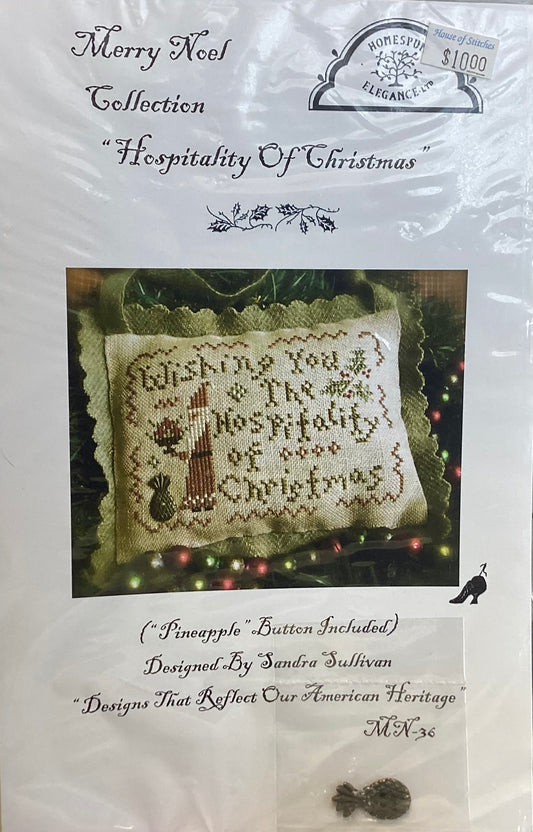 Merry Noel
Collection
"Hospitality Of Christmas"
HOMESPUN
ELEGANCE LTD
House of Stitches
$10.00
Wishing You
The
Hospitality
of
Christmas
("Pineapple" Button Included)
Designed By Sandra Sullivan
"Designs That Reflect Our American Heritage"
MN-36